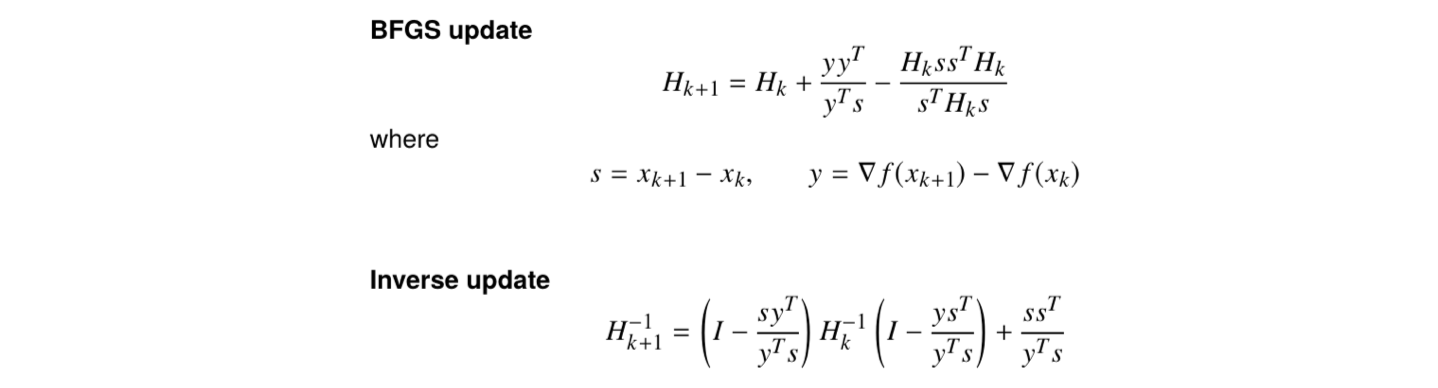 BFGS update
$H_{k+1} = H_k + \frac{yy^T}{y^T s} - \frac{H_k s s^T H_k}{s^T H_k s}$
where
$s = x_{k+1} - x_k, \qquad y = \nabla f(x_{k+1}) - \nabla f(x_k)$
Inverse update
$H_{k+1}^{-1} = \left(I - \frac{sy^T}{y^T s}\right) H_k^{-1} \left(I - \frac{ys^T}{y^T s}\right) + \frac{ss^T}{y^T s}$